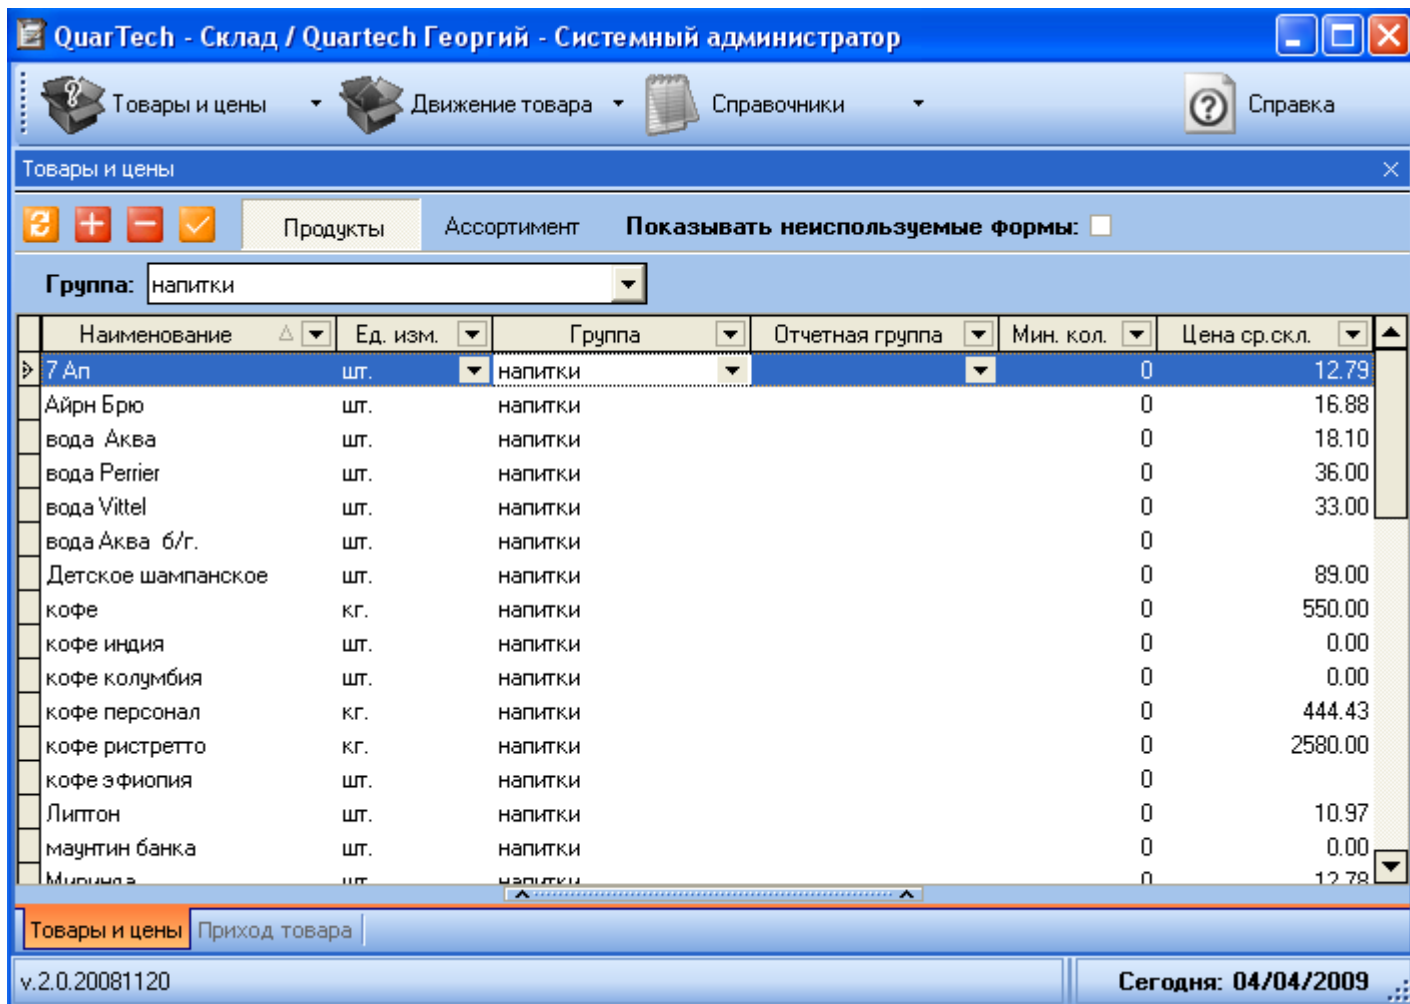 QuarTech - Склад / Quartech Георгий - Системный администратор
Товары и цены Движение товара Справочники Справка
Товары и цены
Продукты Ассортимент Показывать неиспользуемые формы:
Группа: напитки
Наименование Ед. изм. Группа Отчетная группа Мин. кол. Цена ср.скл.
7 Ап шт. напитки 0 12.79
Айрн Брю шт. напитки 0 16.88
вода Аква шт. напитки 0 18.10
вода Perrier шт. напитки 0 36.00
вода Vittel шт. напитки 0 33.00
вода Аква б/г. шт. напитки 0
Детское шампанское шт. напитки 0 89.00
кофе кг. напитки 0 550.00
кофе индия шт. напитки 0 0.00
кофе колумбия шт. напитки 0 0.00
кофе персонал кг. напитки 0 444.43
кофе ристретто кг. напитки 0 2580.00
кофе эфиопия шт. напитки 0
Липтон шт. напитки 0 10.97
маунтин банка шт. напитки 0 0.00
Миринда шт. напитки 0 12.78
Товары и цены Приход товара
v.2.0.20081120 Сегодня: 04/04/2009